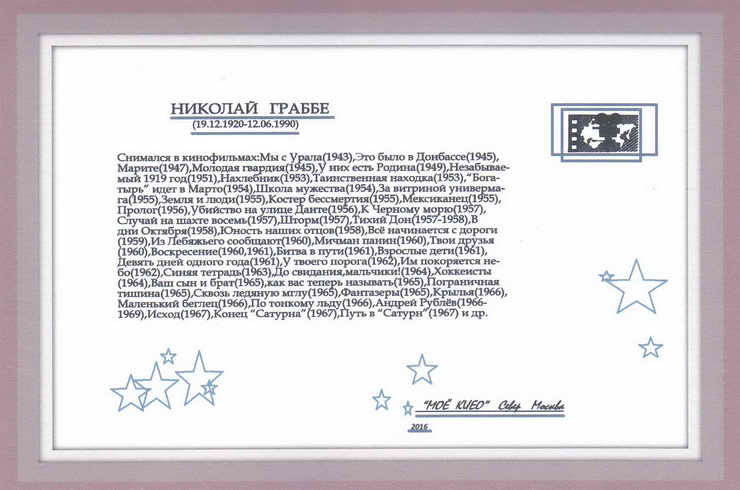 НИКОЛАЙ ГРАББЕ
(19.12.1920-12.06.1990)
Снимался в кинофильмах:Мы с Урала(1943),Это было в Донбассе(1945),
Марите(1947),Молодая гвардия(1945),У них есть Родина(1949),Незабывае-
мый 1919 год(1951),Нахлебник(1953),Таинственная находка(1953),"Бога-
тырь" идет в Марто(1954),Школа мужества(1954),За витриной универма-
га(1955),Земля и люди(1955),Костер бессмертия(1955),Мексиканец(1955),
Пролог(1956),Убийство на улице Данте(1956),К Черному морю(1957),
Случай на шахте восемь(1957),Шторм(1957),Тихий Дон(1957-1958),В
дни Октября(1958),Юность наших отцов(1958),Всё начинается с дороги
(1959),Из Лебяжьего сообщают(1960),Мичман панин(1960),Твои друзья
(1960),Воскресение(1960,1961),Битва в пути(1961),Взрослые дети(1961),
Девять дней одного года(1961),У твоего порога(1962),Им покоряется не-
бо(1962),Синяя тетрадь(1963),До свидания,мальчики!(1964),Хоккеисты
(1964),Ваш сын и брат(1965),как вас теперь называть(1965),Пограничная
тишина(1965),Сквозь ледяную мглу(1965),Фантазеры(1965),Крылья(1966),
Маленький беглец(1966),По тонкому льду(1966),Андрей Рублёв(1966-
1969),Исход(1967),Конец "Сатурна"(1967),Путь в "Сатурн"(1967) и др.
"МОЁ КИЕО" Север Москва
2016